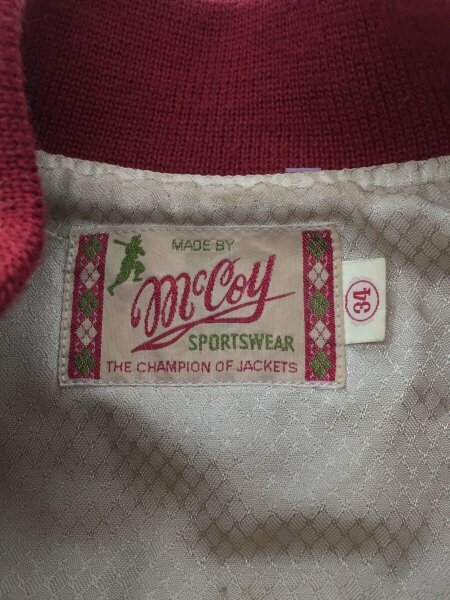 MADE BY
McCoy
SPORTSWEAR
THE CHAMPION OF JACKETS
34